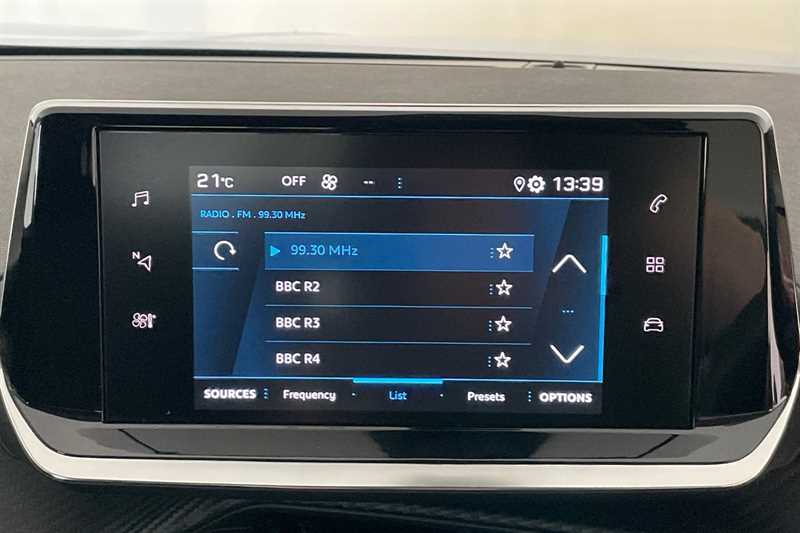 21°C OFF -- 13:39
RADIO . FM . 99.30 MHz
99.30 MHz
N
BBC R2
BBC R3
BBC R4
SOURCES Frequency List Presets OPTIONS